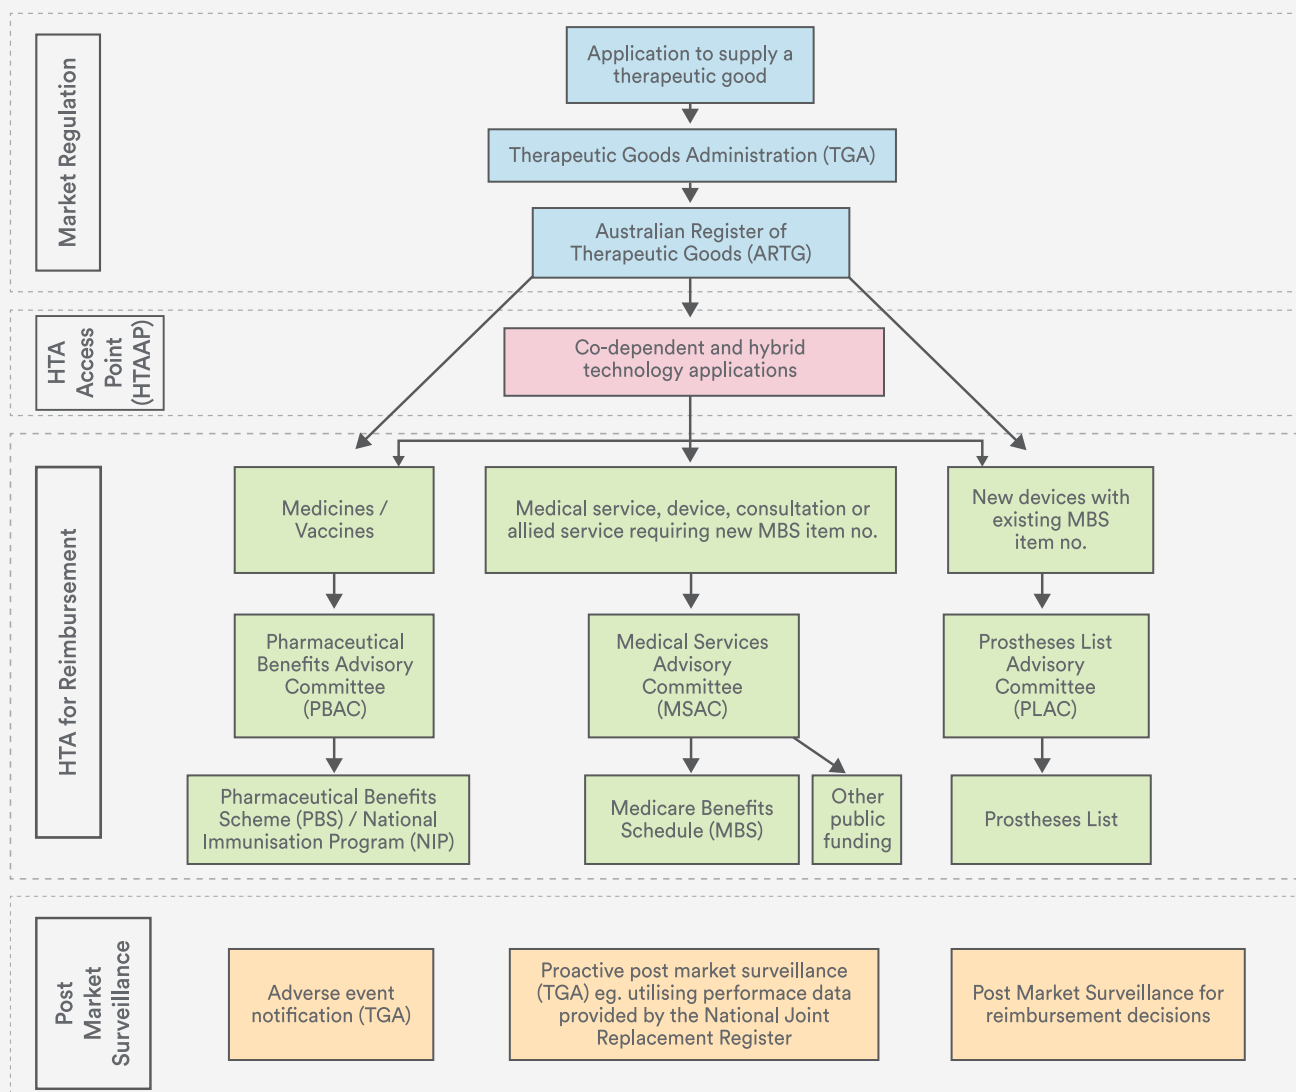 Market Regulation
Application to supply a
therapeutic good
Therapeutic Goods Administration (TGA)
Australian Register of
Therapeutic Goods (ARTG)
HTA
Access
Point
(HTAAP)
Co-dependent and hybrid
technology applications
HTA for Reimbursement
Medicines /
Vaccines
Medical service, device, consultation or
allied service requiring new MBS item no.
New devices with
existing MBS
item no.
Pharmaceutical
Benefits Advisory
Committee
(PBAC)
Medical Services
Advisory
Committee
(MSAC)
Prostheses List
Advisory
Committee
(PLAC)
Pharmaceutical Benefits
Scheme (PBS) / National
Immunisation Program (NIP)
Medicare Benefits
Schedule (MBS)
Other
public
funding
Prostheses List
Post
Market
Surveillance
Adverse event
notification (TGA)
Proactive post market surveillance
(TGA) eg. utilising performace data
provided by the National Joint
Replacement Register
Post Market Surveillance for
reimbursement decisions